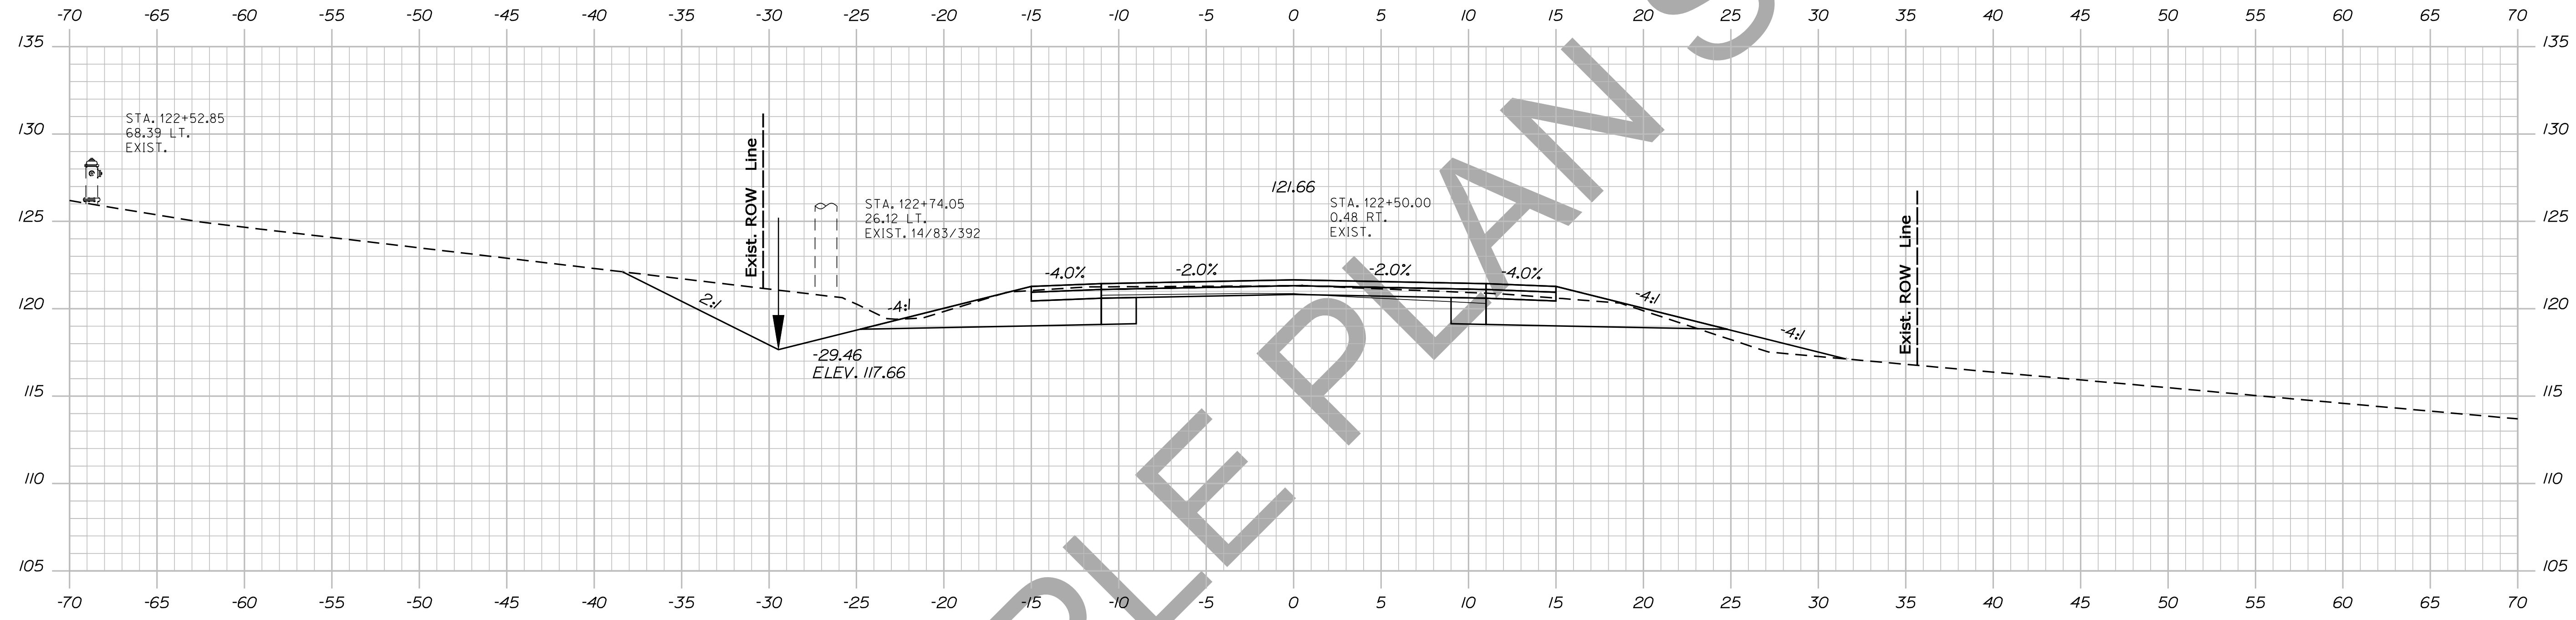 -70 -65 -60 -55 -50 -45 -40 -35 -30 -25 -20 -15 -10 -5 0 5 10 15 20 25 30 35 40 45 50 55 60 65 70
135 135
STA. 122+52.85
68.39 LT.
EXIST.
130 130
Exist. ROW Line
121.66
STA. 122+74.05
26.12 LT.
EXIST. 14/83/392
STA. 122+50.00
0.48 RT.
EXIST.
125 125
Exist. ROW Line
-4.0% -2.0% -2.0% -4.0%
2:1 -4:1 -4:1 -4:1
120 120
-29.46
ELEV. 117.66
115 115
110 110
105 105
-70 -65 -60 -55 -50 -45 -40 -35 -30 -25 -20 -15 -10 -5 0 5 10 15 20 25 30 35 40 45 50 55 60 65 70
PLE PLAN S